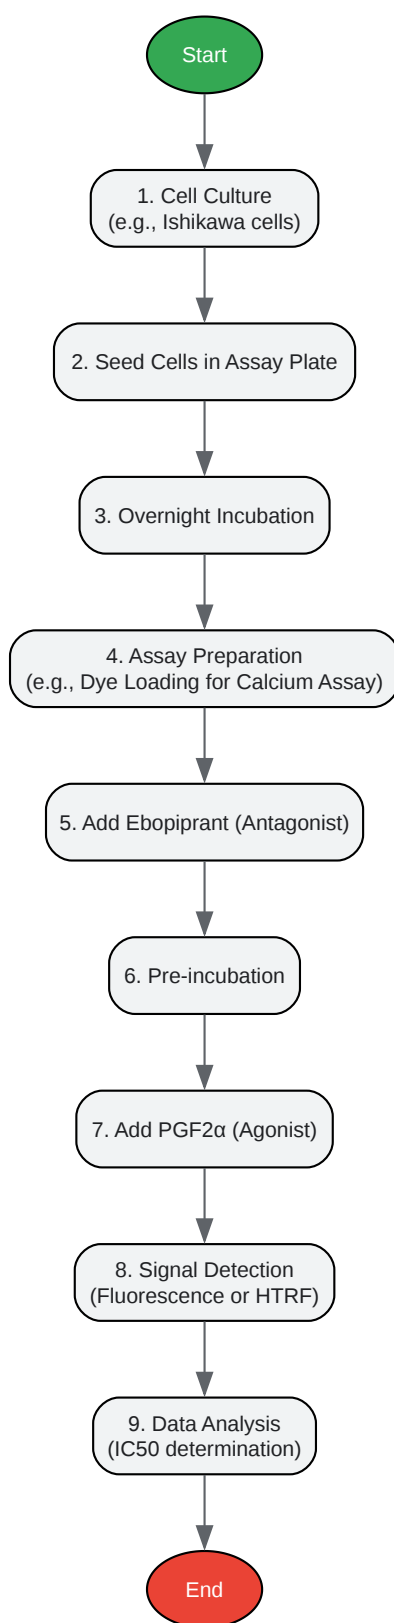 Start
1. Cell Culture
(e.g., Ishikawa cells)
2. Seed Cells in Assay Plate
3. Overnight Incubation
4. Assay Preparation
(e.g., Dye Loading for Calcium Assay)
5. Add Ebopiprant (Antagonist)
6. Pre-incubation
7. Add PGF2α (Agonist)
8. Signal Detection
(Fluorescence or HTRF)
9. Data Analysis
(IC50 determination)
End